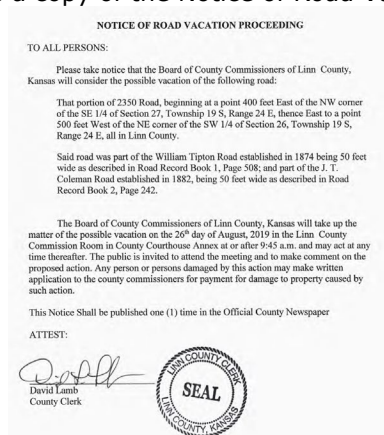 a copy of the Notice of Road V
NOTICE OF ROAD VACATION PROCEEDING
TO ALL PERSONS:
Please take notice that the Board of County Commissioners of Linn County,
Kansas will consider the possible vacation of the following road:
That portion of 2350 Road, beginning at a point 400 feet East of the NW corner
of the SE 1/4 of Section 27, Township 19 S, Range 24 E, thence East to a point
500 feet West of the NE corner of the SW 1/4 of Section 26, Township 19 S,
Range 24 E, all in Linn County.
Said road was part of the William Tipton Road established in 1874 being 50 feet
wide as described in Road Record Book 1, Page 508; and part of the J. T.
Coleman Road established in 1882, being 50 feet wide as described in Road
Record Book 2, Page 242.
The Board of County Commissioners of Linn County, Kansas will take up the
matter of the possible vacation on the 26th day of August, 2019 in the Linn County
Commission Room in County Courthouse Annex at or after 9:45 a.m. and may act at any
time thereafter. The public is invited to attend the meeting and to make comment on the
proposed action. Any person or persons damaged by this action may make written
application to the county commissioners for payment for damage to property caused by
such action.
This Notice Shall be published one (1) time in the Official County Newspaper
ATTEST:
David Lamb
County Clerk
LINN COUNTY CLERK
SEAL
LINN COUNTY, KANSAS